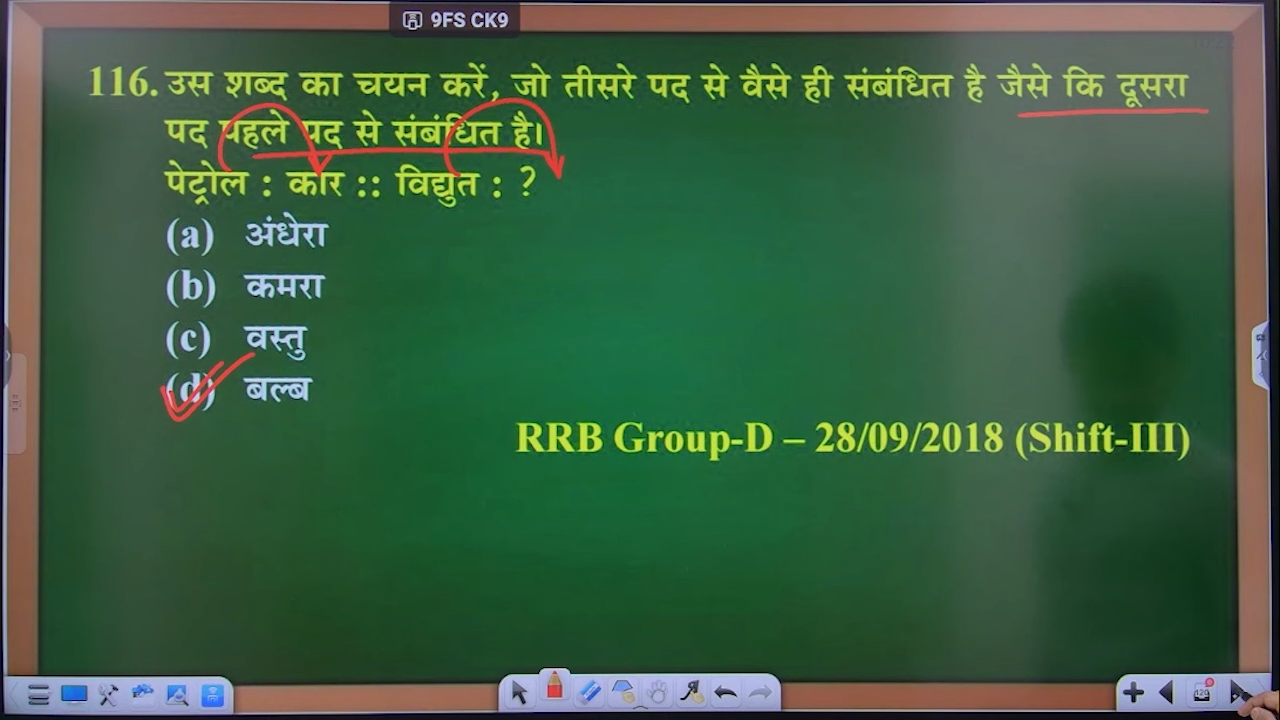 9FS CK9
116. उस शब्द का चयन करें, जो तीसरे पद से वैसे ही संबंधित है जैसे कि दूसरा
पद पहले पद से संबंधित है।
पेट्रोल : कार :: विद्युत : ?
(a) अंधेरा
(b) कमरा
(c) वस्तु
(d) बल्ब
RRB Group-D – 28/09/2018 (Shift-III)